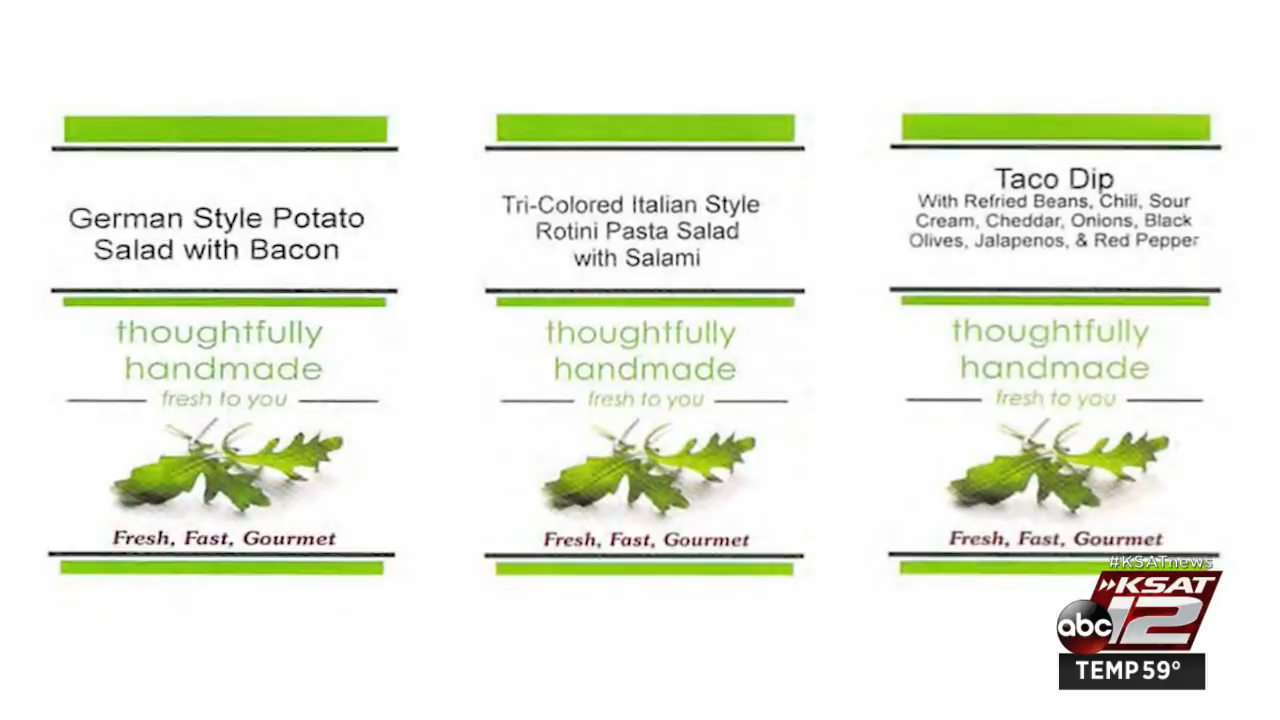 German Style Potato
Salad with Bacon
thoughtfully
handmade
fresh to you
Fresh, Fast, Gourmet
Tri-Colored Italian Style
Rotini Pasta Salad
with Salami
thoughtfully
handmade
fresh to you
Fresh, Fast, Gourmet
Taco Dip
With Refried Beans, Chili, Sour
Cream, Cheddar, Onions, Black
Olives, Jalapenos, & Red Pepper
thoughtfully
handmade
fresh to you
Fresh, Fast, Gourmet
#KSATnews
KSAT
abc 12
TEMP 59°